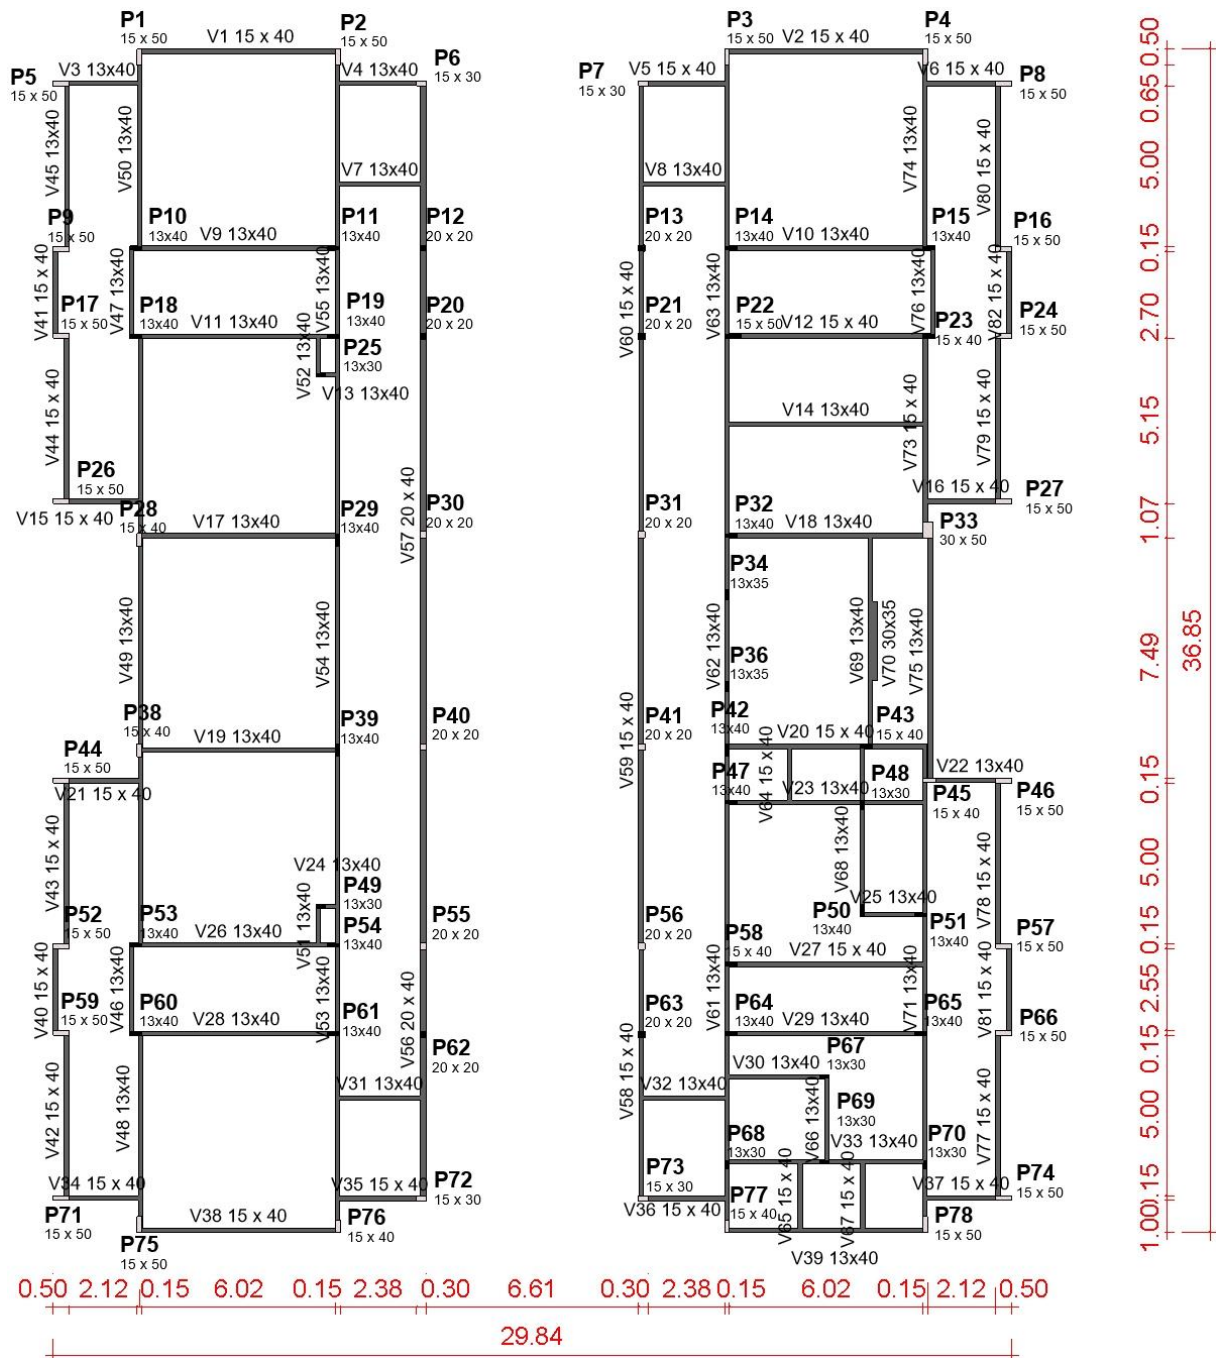 P1
15 x 50
V1 15 x 40
P2
15 x 50
P3
15 x 50
V2 15 x 40
P4
15 x 50
P5
15 x 50
V3 13x40
V4 13x40
P6
15 x 30
P7
15 x 30
V5 15 x 40
V6 15 x 40
P8
15 x 50
V45 13x40
V50 13x40
V74 13x40
V80 15 x 40
V7 13x40
V8 13x40
P9
15 x 50
P10
13x40
V9 13x40
P11
13x40
P12
20 x 20
P13
20 x 20
P14
13x40
V10 13x40
P15
13x40
P16
15 x 50
V41 15 x 40
V47 13x40
V55 13x40
V60 15 x 40
V63 13x40
V76 13x40
V82 15 x 40
P17
15 x 50
P18
13x40
V11 13x40
P19
13x40
P20
20 x 20
P21
20 x 20
P22
15 x 50
V12 15 x 40
P23
15 x 40
P24
15 x 50
V52 13x40
P25
13x30
V13 13x40
V44 15 x 40
V14 13x40
V73 15 x 40
V79 15 x 40
P26
15 x 50
V15 15 x 40
V16 15 x 40
P27
15 x 50
P28
15 x 40
V17 13x40
P29
13x40
V57 20 x 40
P30
20 x 20
P31
20 x 20
P32
13x40
V18 13x40
P33
30 x 50
P34
13x35
V49 13x40
V54 13x40
V62 13x40
V69 13x40
V70 30x35
V75 13x40
P36
13x35
P38
15 x 40
V19 13x40
P39
13x40
P40
20 x 20
V59 15 x 40
P41
20 x 20
P42
13x40
V20 15 x 40
P43
15 x 40
P44
15 x 50
V21 15 x 40
P47
13x40
V64 15 x 40
V23 13x40
P48
13x30
V22 13x40
P45
15 x 40
P46
15 x 50
V43 15 x 40
V24 13x40
V68 13x40
V78 15 x 40
P49
13x30
V51 13x40
V25 13x40
P50
13x40
P51
13x40
P52
15 x 50
P53
13x40
V26 13x40
P54
13x40
P55
20 x 20
P56
20 x 20
P58
15 x 40
V27 15 x 40
P57
15 x 50
V40 15 x 40
V46 13x40
V53 13x40
V56 20 x 40
V61 13x40
V71 13x40
V81 15 x 40
P59
15 x 50
P60
13x40
V28 13x40
P61
13x40
P62
20 x 20
P63
20 x 20
P64
13x40
V29 13x40
P65
13x40
P66
15 x 50
V42 15 x 40
V48 13x40
V31 13x40
V58 15 x 40
V32 13x40
V30 13x40
P67
13x30
V66 13x40
P69
13x30
V33 13x40
P68
13x30
P70
13x30
V77 15 x 40
V34 15 x 40
V35 15 x 40
P71
15 x 50
P72
15 x 30
P73
15 x 30
V36 15 x 40
V65 15 x 40
V67 15 x 40
V37 15 x 40
P74
15 x 50
V38 15 x 40
P75
15 x 50
P76
15 x 40
P77
15 x 40
V39 13x40
P78
15 x 50
0.50
0.65
5.00
0.15
2.70
5.15
1.07
7.49
0.15
5.00
0.15
2.55
0.15
5.00
0.15
1.00
36.85
0.50 2.12 0.15 6.02 0.15 2.38 0.30 6.61 0.30 2.38 0.15 6.02 0.15 2.12 0.50
29.84